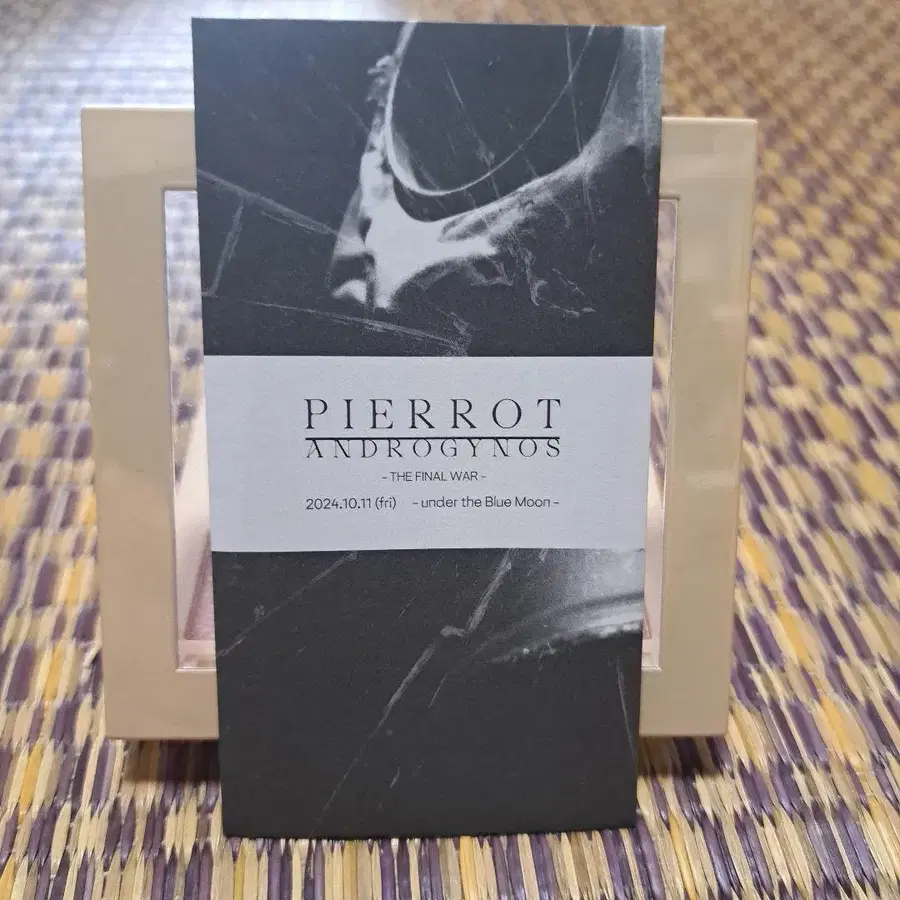 PIERROT
ANDROGYNOS
- THE FINAL WAR -
2024.10.11 (fri) - under the Blue Moon -